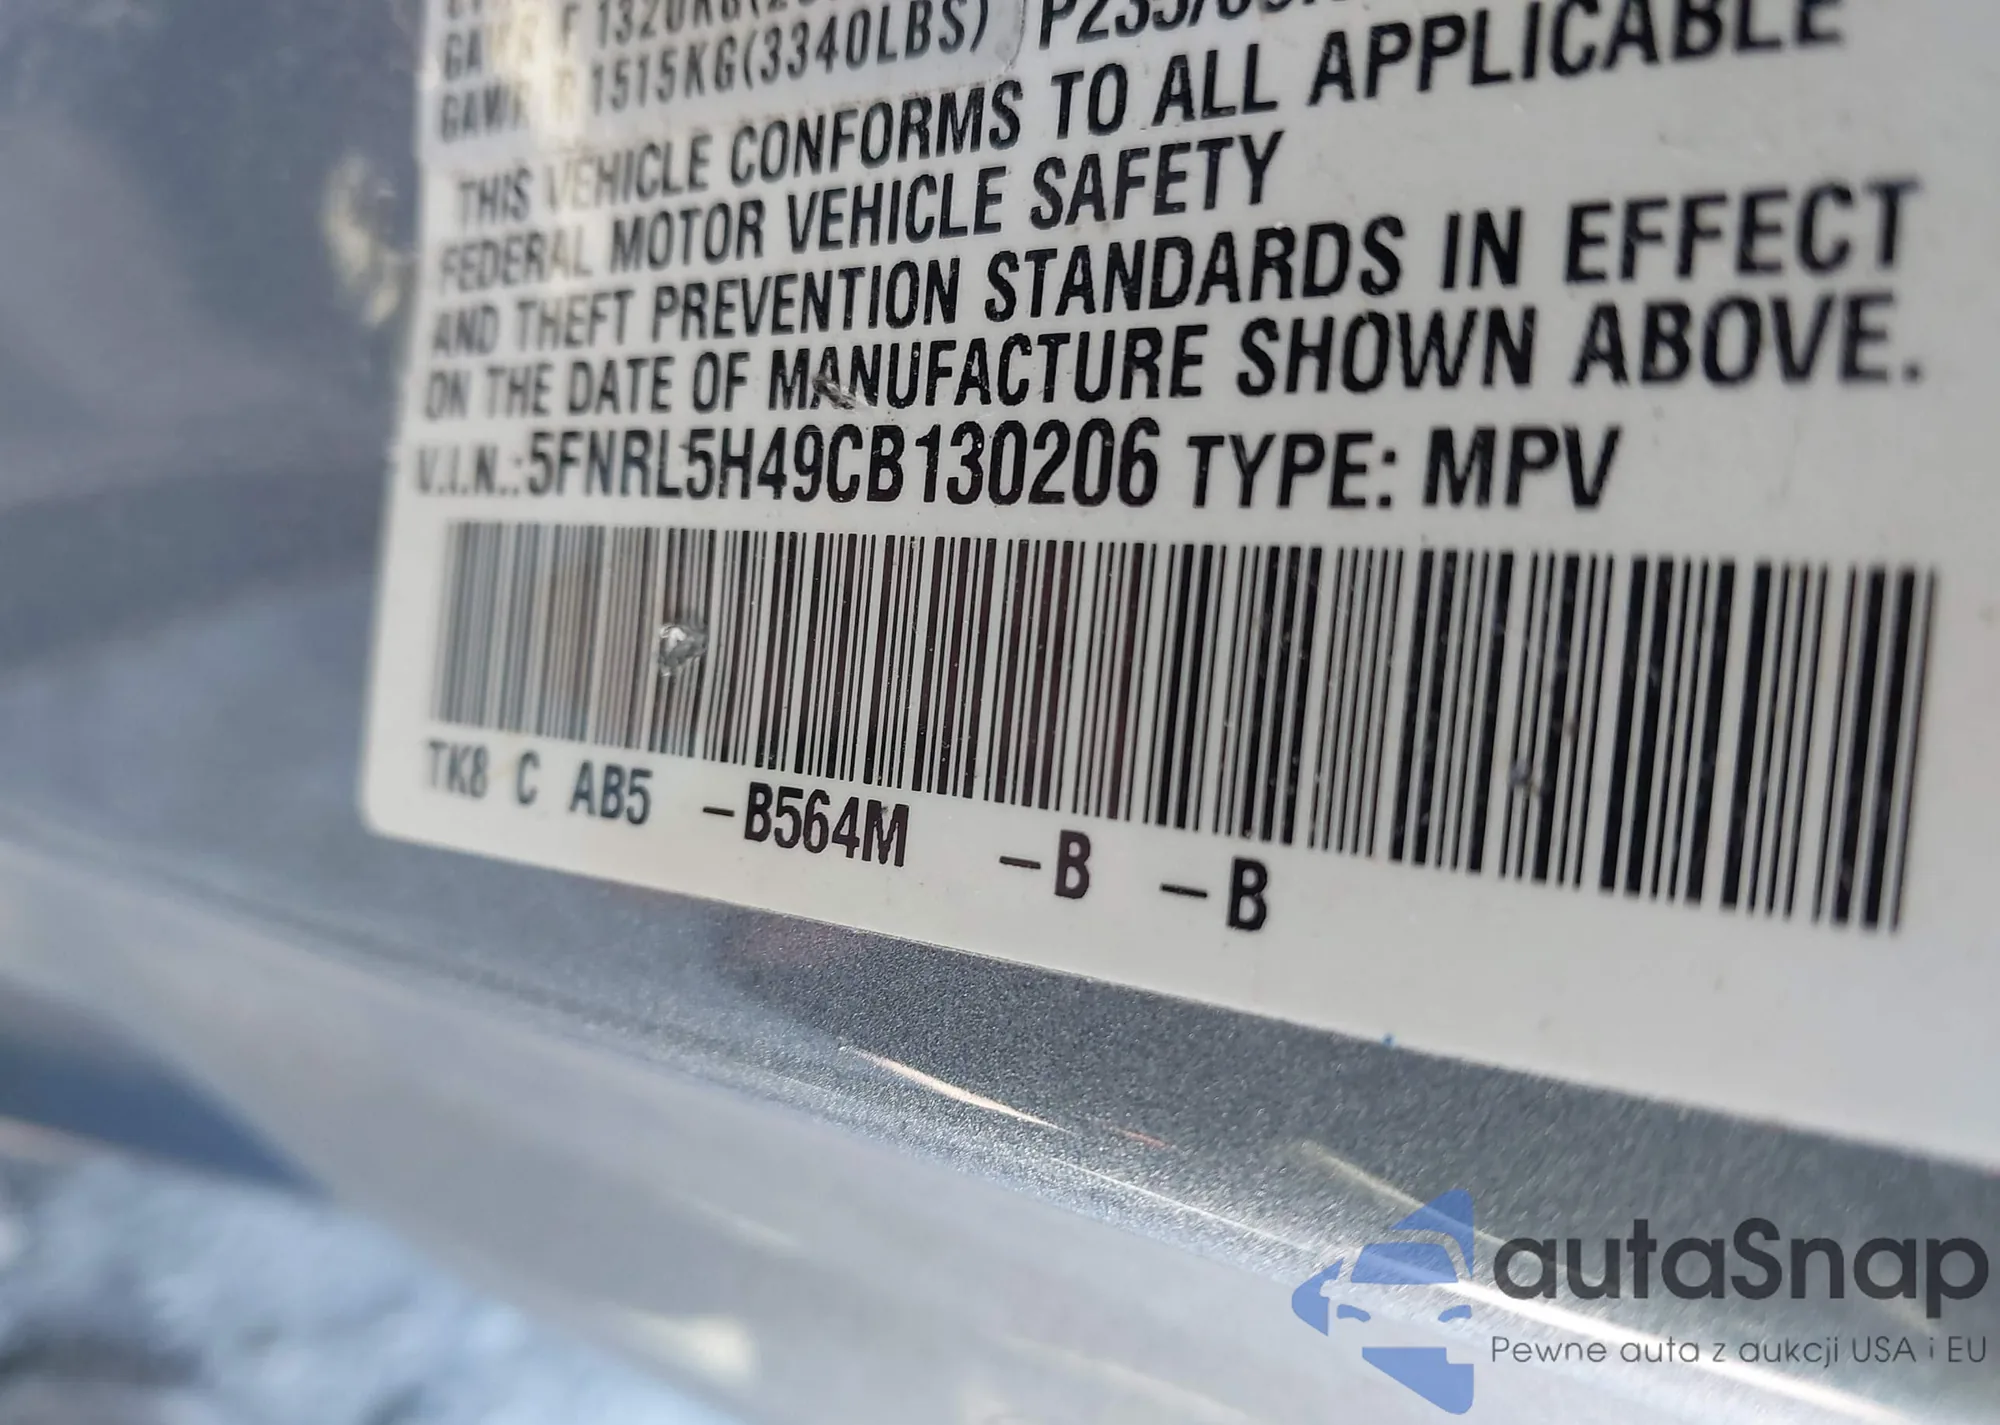 1515KG(3340LBS) P235/
THIS VEHICLE CONFORMS TO ALL APPLICABLE
FEDERAL MOTOR VEHICLE SAFETY
AND THEFT PREVENTION STANDARDS IN EFFECT
ON THE DATE OF MANUFACTURE SHOWN ABOVE.
V.I.N.:5FNRL5H49CB130206 TYPE: MPV
TK8 C AB5 -B564M -B -B
autaSnap
Pewne auta z aukcji USA i EU